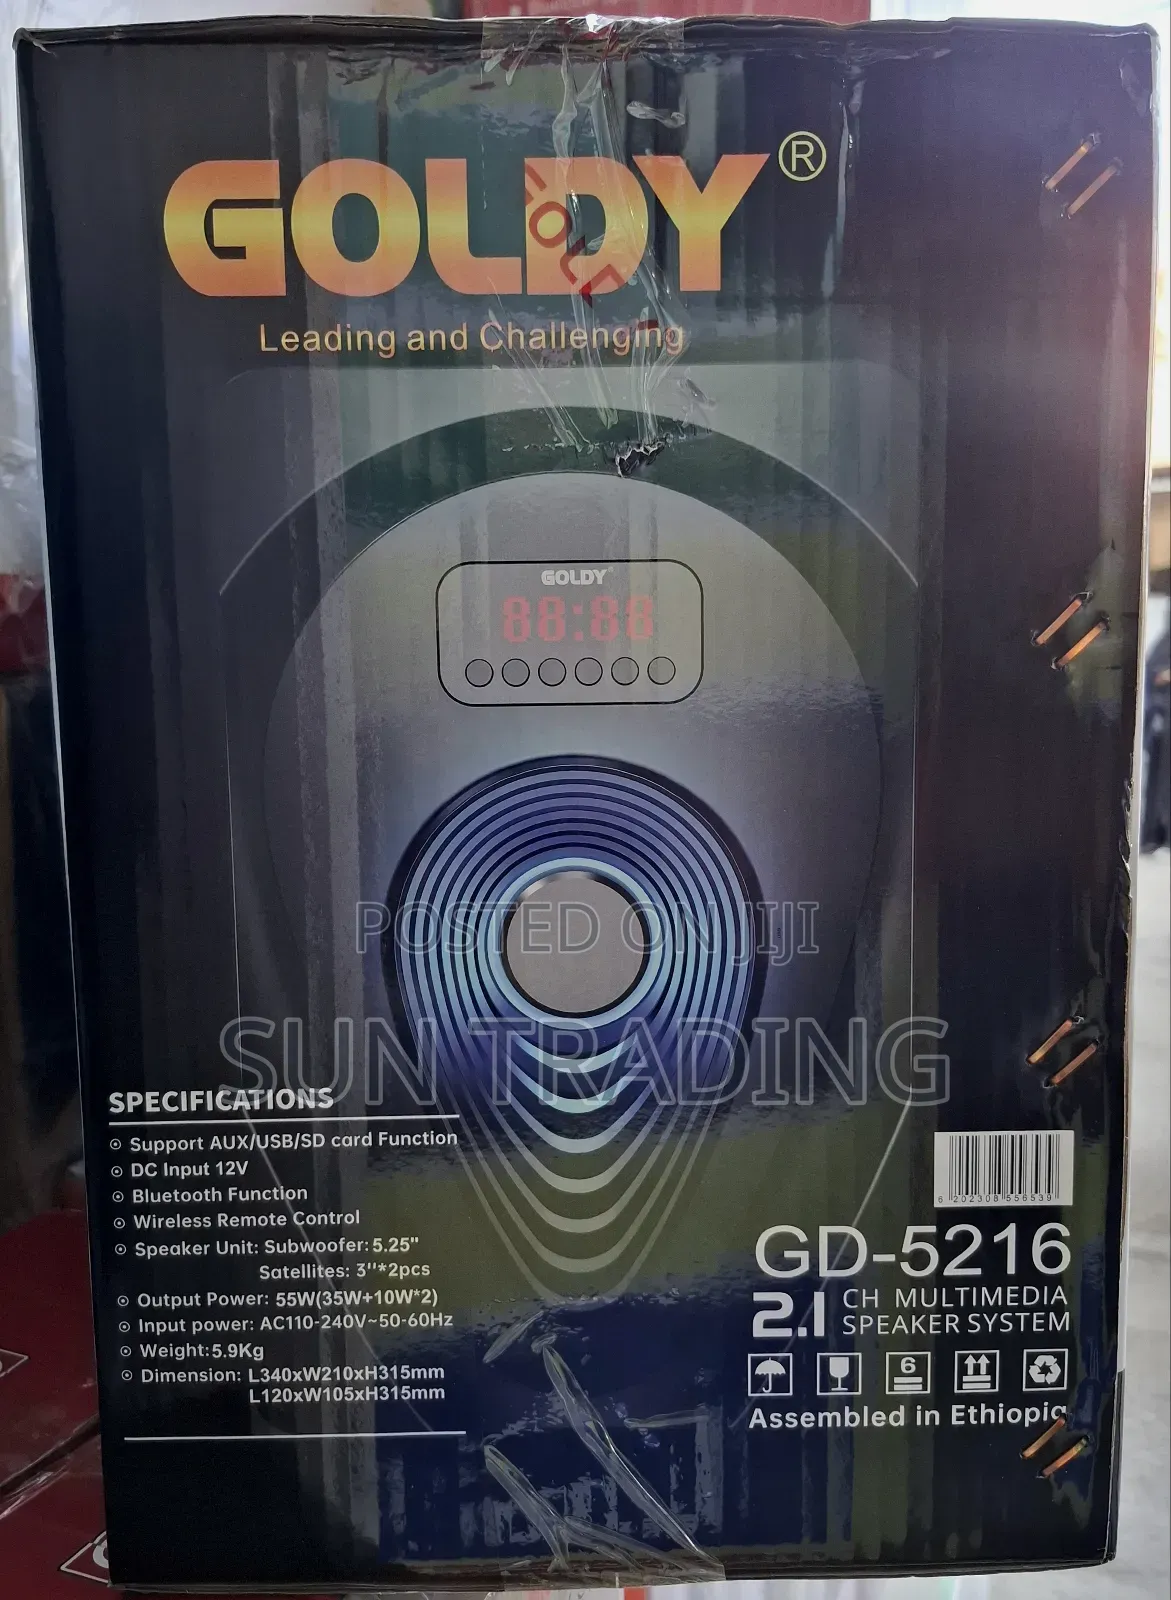 GOLDY®
Leading and Challenging
GOLDY
88:88
POSTED ON JIJI
SUN TRADING
SPECIFICATIONS
Support AUX/USB/SD card Function
DC Input 12V
Bluetooth Function
Wireless Remote Control
Speaker Unit: Subwoofer: 5.25"
Satellites: 3"*2pcs
Output Power: 55W(35W+10W*2)
Input power: AC110-240V~50-60Hz
Weight:5.9Kg
Dimension: L340xW210xH315mm
L120xW105xH315mm
6 202308 556539
GD-5216
2.1 CH MULTIMEDIA
SPEAKER SYSTEM
6
Assembled in Ethiopia